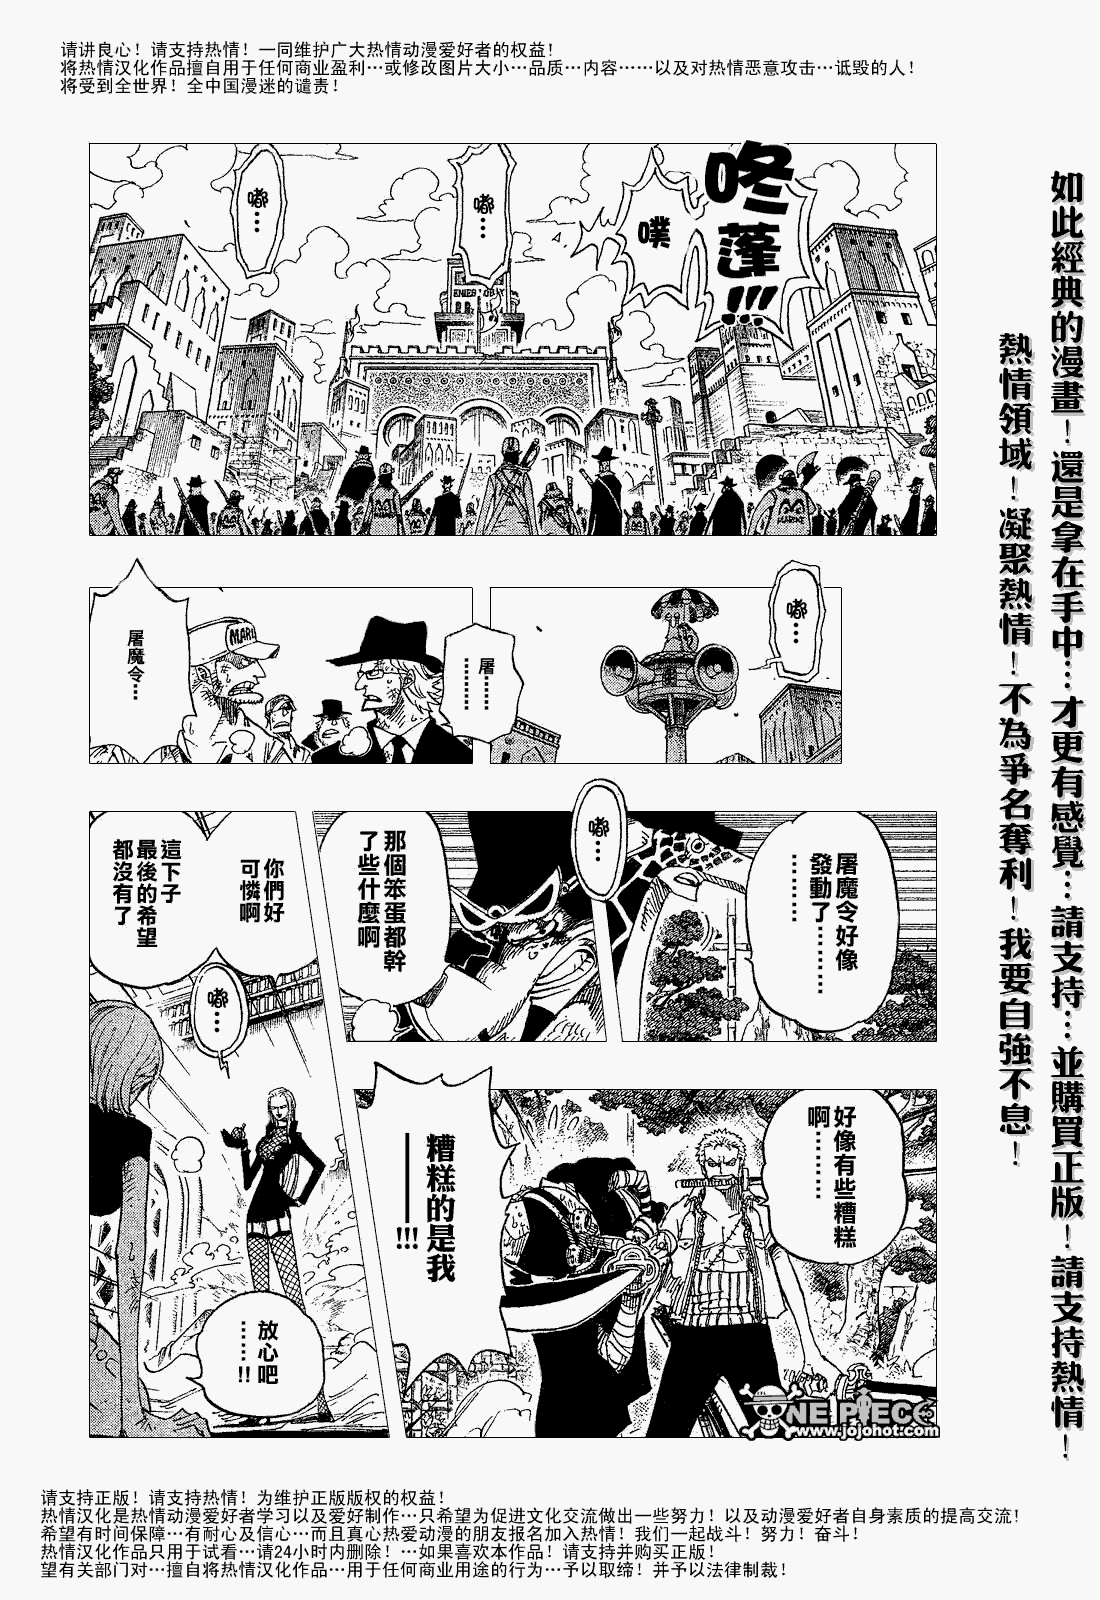 请讲良心！请支持热情！一同维护广大热情动漫爱好者的权益！
将热情汉化作品擅自用于任何商业盈利…或修改图片大小…品质…内容……以及对热情恶意攻击…诋毁的人！
将受到全世界！全中国漫迷的谴责！
如此經典的漫畫！還是拿在手中…才更有感覺…請支持…並購買正版！請支持熱情！
熱情領域！凝聚熱情！不為爭名奪利！我要自強不息！
咚
蓬!!!
噗
嘟…
嘟…
ENIES LOBBY
MARINE
MARINE
嘟…
屠…
………
屠魔令…
MARI
屠魔令好像
發動了…………
………
嘟…
那個笨蛋都幹
了些什麼啊
你們好
可憐啊
這下子
最後的希望
都沒有了
嘟…
放心吧
……!!
好像有些糟糕
啊………
糟糕的是我
——!!!
ONE PIECE
www.jojohot.com
请支持正版！请支持热情！为维护正版版权的权益！
热情汉化是热情动漫爱好者学习以及爱好制作…只希望为促进文化交流做出一些努力！以及动漫爱好者自身素质的提高交流！
希望有时间保障…有耐心及信心…而且真心热爱动漫的朋友报名加入热情！我们一起战斗！努力！奋斗！
热情汉化作品只用于试看…请24小时内删除！…如果喜欢本作品！请支持并购买正版！
望有关部门对…擅自将热情汉化作品…用于任何商业用途的行为…予以取缔！并予以法律制裁！